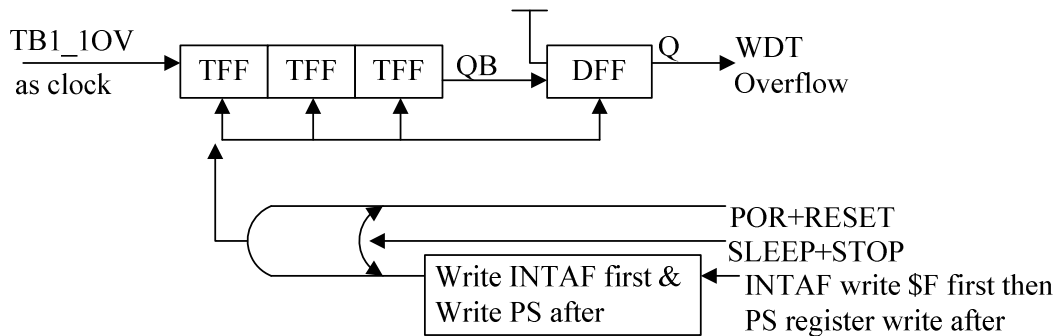 TB1_1OV
as clock
TFF TFF TFF
QB
DFF
Q
WDT
Overflow
POR+RESET
SLEEP+STOP
Write INTAF first &
Write PS after
INTAF write $F first then
PS register write after